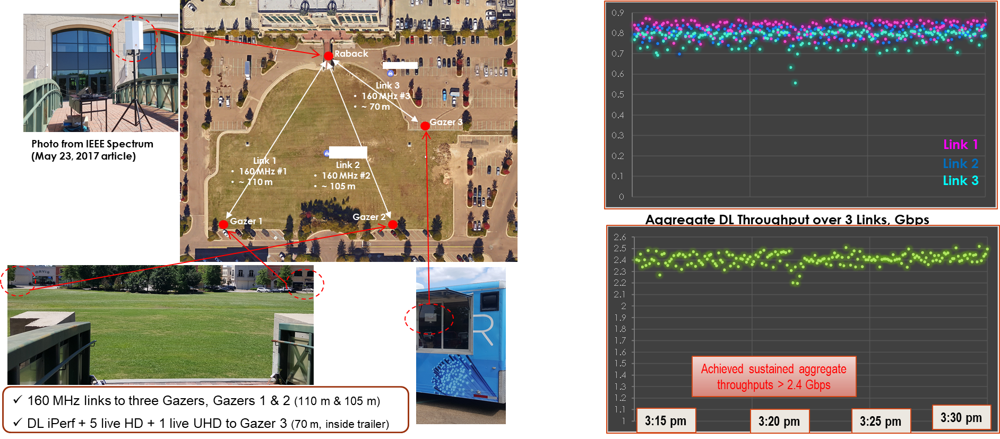 Raback
Link 3
• 160 MHz #3
• ~ 70 m
Gazer 3
Photo from IEEE Spectrum
(May 23, 2017 article)
Link 1
• 160 MHz #1
• ~ 110 m
Link 2
• 160 MHz #2
• ~ 105 m
Gazer 1
Gazer 2
ORVIS
R
✓ 160 MHz links to three Gazers, Gazers 1 & 2 (110 m & 105 m)
✓ DL iPerf + 5 live HD + 1 live UHD to Gazer 3 (70 m, inside trailer)
0.9
0.8
0.7
0.6
0.5
0.4
0.3
0.2
0.1
0
Link 1
Link 2
Link 3
Aggregate DL Throughput over 3 Links, Gbps
2.6
2.5
2.4
2.3
2.2
2.1
2
1.9
1.8
1.7
1.6
1.5
1.4
1.3
1.2
1.1
1
Achieved sustained aggregate
throughputs > 2.4 Gbps
3:15 pm
3:20 pm
3:25 pm
3:30 pm